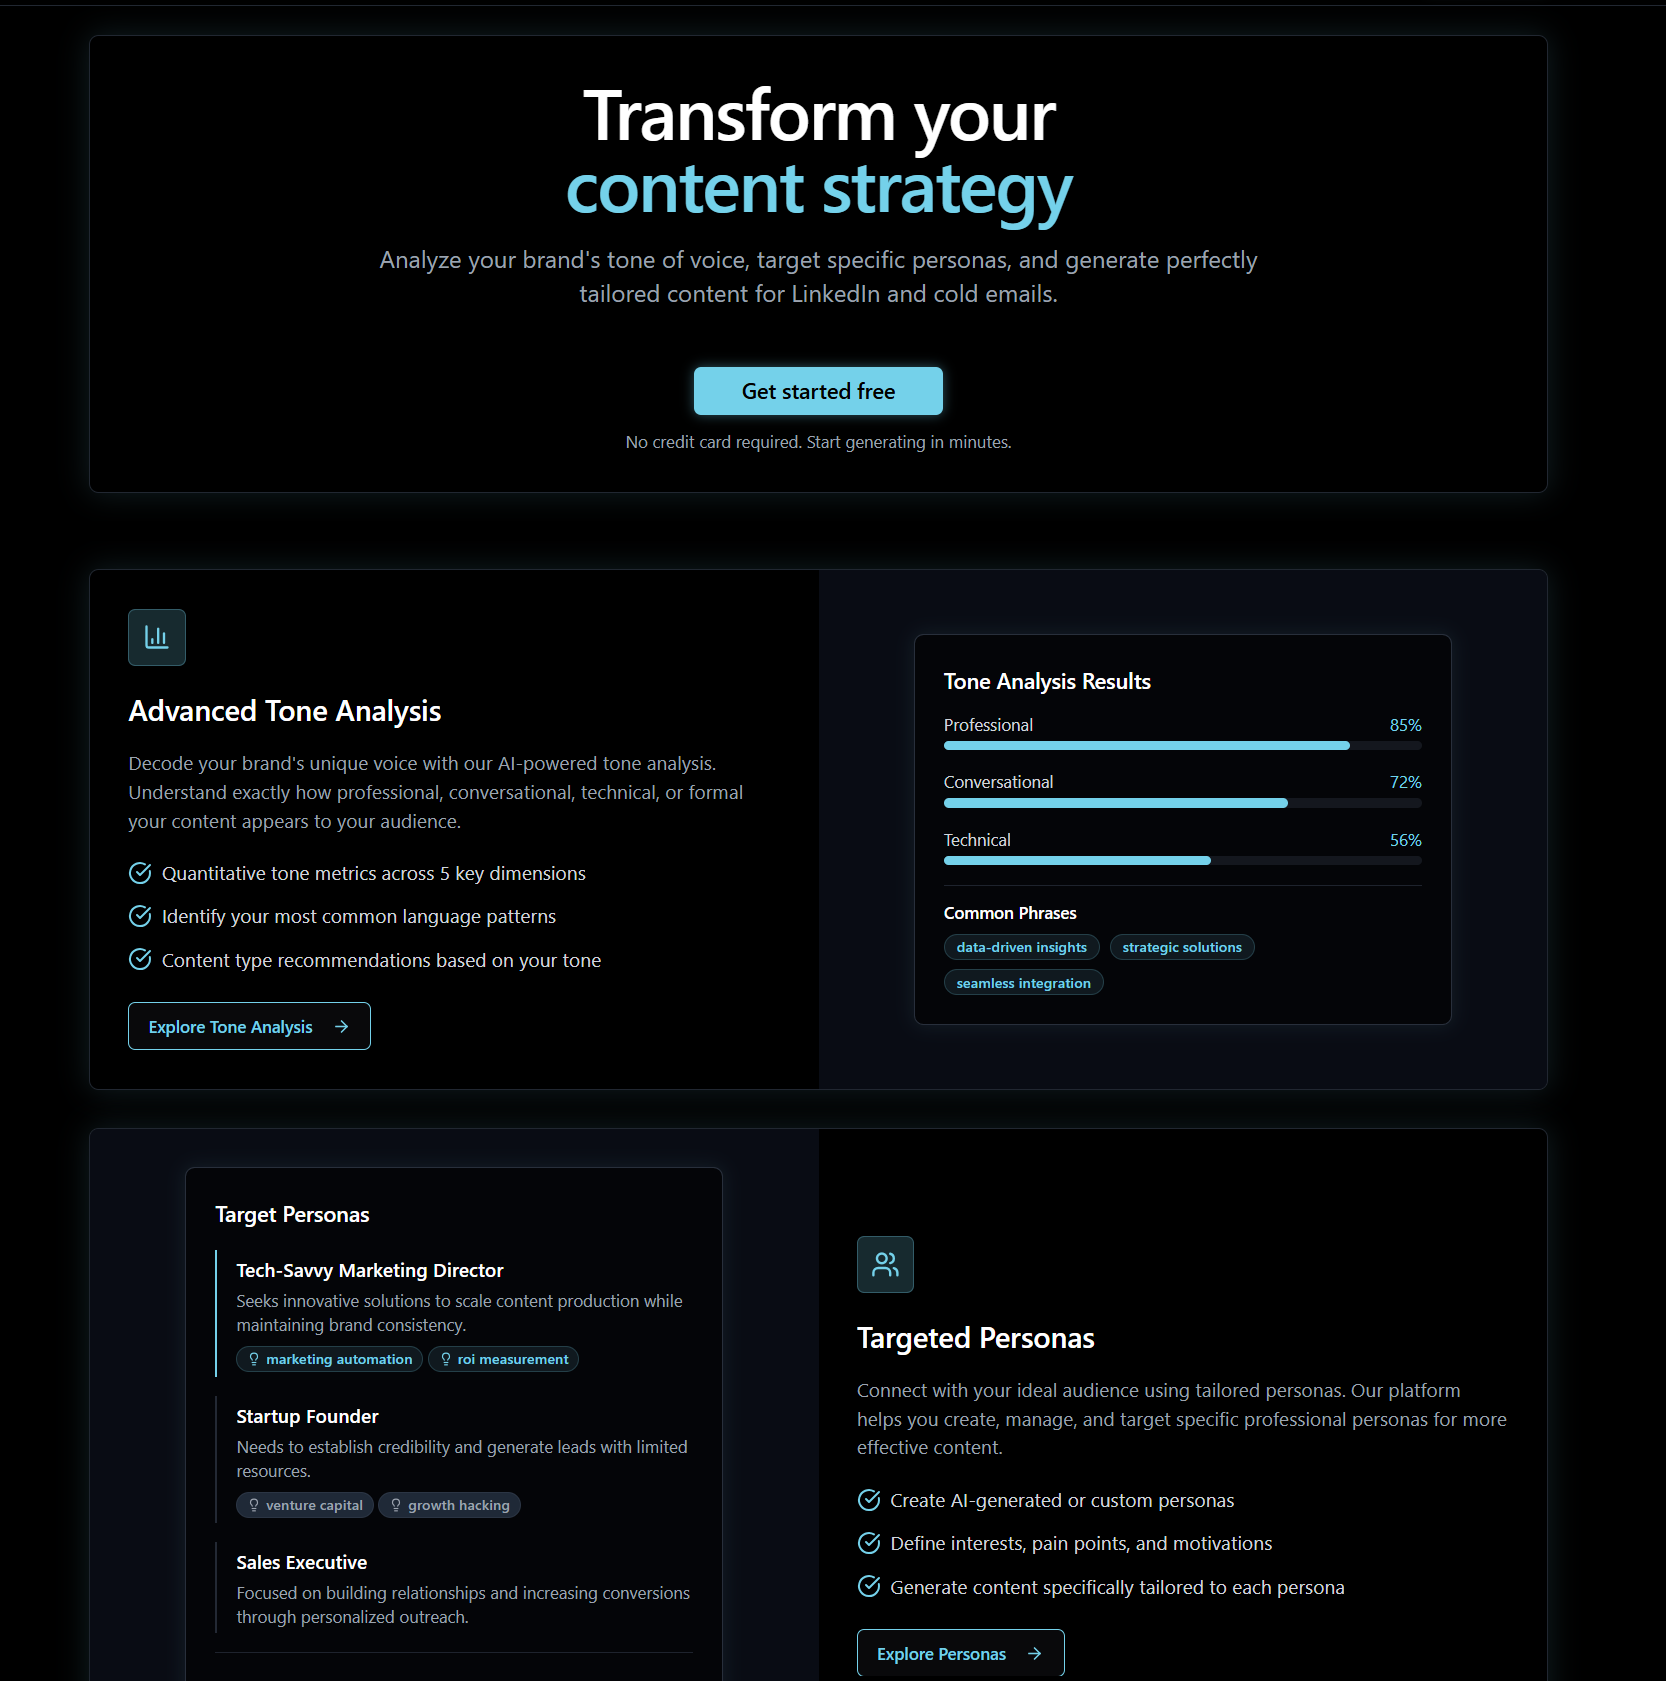 Transform your
content strategy
Analyze your brand's tone of voice, target specific personas, and generate perfectly
tailored content for LinkedIn and cold emails.
Get started free
No credit card required. Start generating in minutes.
Advanced Tone Analysis
Decode your brand's unique voice with our AI-powered tone analysis.
Understand exactly how professional, conversational, technical, or formal
your content appears to your audience.
Quantitative tone metrics across 5 key dimensions
Identify your most common language patterns
Content type recommendations based on your tone
Explore Tone Analysis
Tone Analysis Results
Professional 85%
Conversational 72%
Technical 56%
Common Phrases
data-driven insights strategic solutions
seamless integration
Target Personas
Tech-Savvy Marketing Director
Seeks innovative solutions to scale content production while
maintaining brand consistency.
marketing automation roi measurement
Startup Founder
Needs to establish credibility and generate leads with limited
resources.
venture capital growth hacking
Sales Executive
Focused on building relationships and increasing conversions
through personalized outreach.
Targeted Personas
Connect with your ideal audience using tailored personas. Our platform
helps you create, manage, and target specific professional personas for more
effective content.
Create AI-generated or custom personas
Define interests, pain points, and motivations
Generate content specifically tailored to each persona
Explore Personas